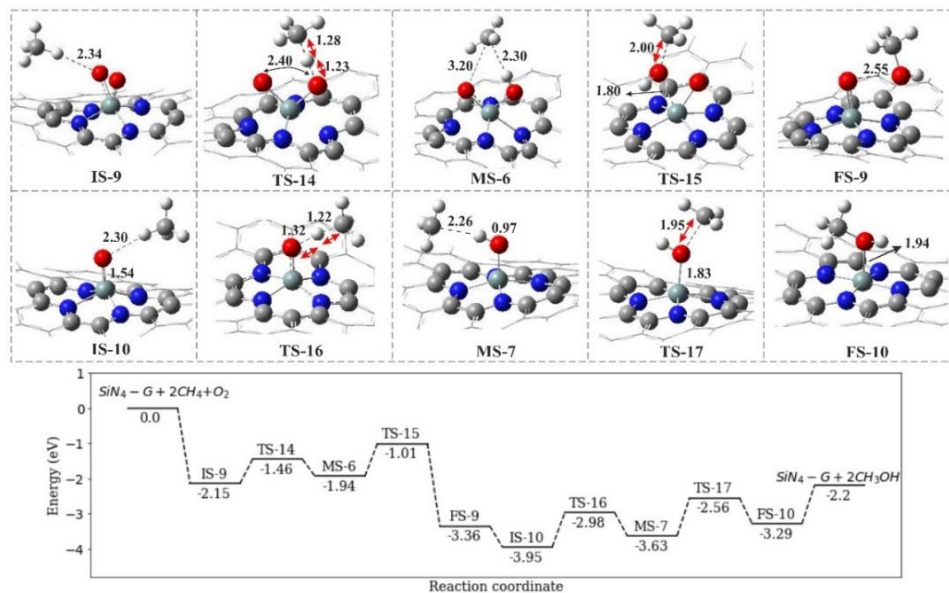 2.34
IS-9
1.28
2.40
1.23
TS-14
3.20
2.30
MS-6
2.00
1.80
TS-15
2.55
FS-9
2.30
1.54
IS-10
1.22
1.32
TS-16
2.26
0.97
MS-7
1.95
1.83
TS-17
1.94
FS-10
1
0
−1
−2
−3
−4
Energy (eV)
SiN₄ − G + 2CH₄+O₂
0.0
IS-9
-2.15
TS-14
-1.46
MS-6
-1.94
TS-15
-1.01
FS-9
-3.36
IS-10
-3.95
TS-16
-2.98
MS-7
-3.63
TS-17
-2.56
FS-10
-3.29
SiN₄ − G + 2CH₃OH
-2.2
Reaction coordinate